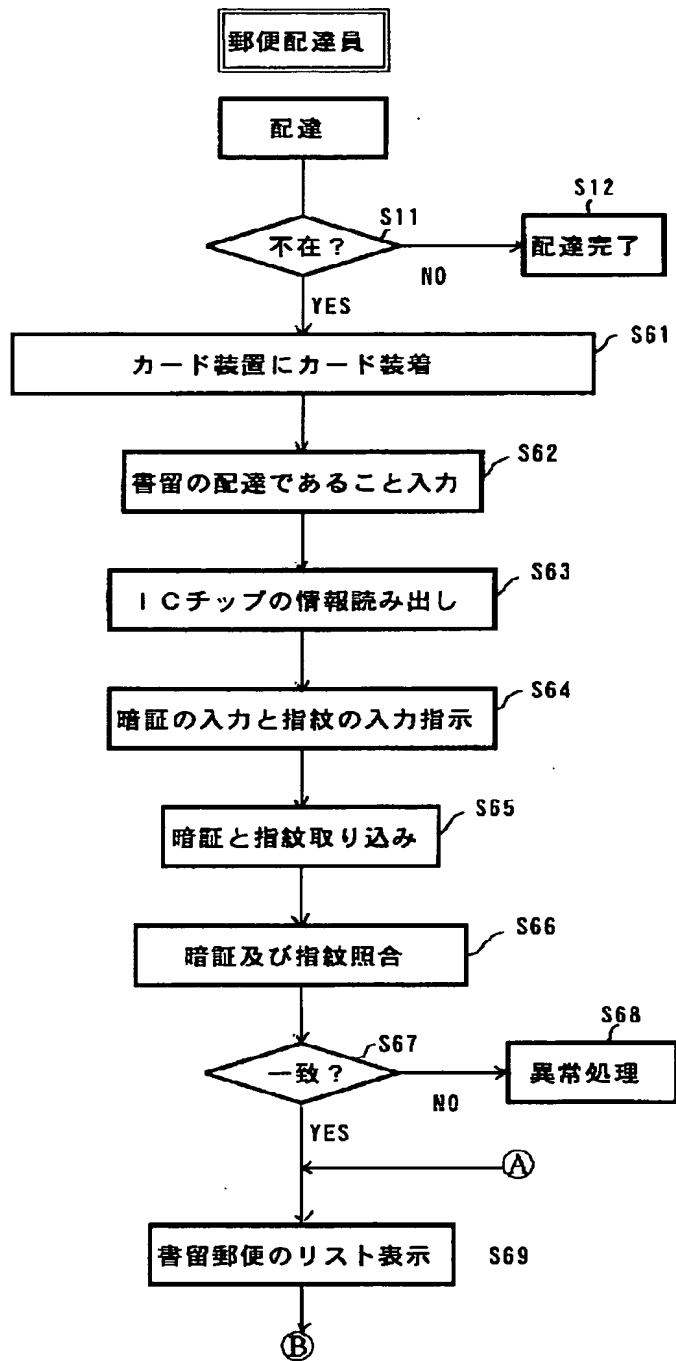 郵便配達員
配達
S11
不在？
NO
S12
配達完了
YES
S61
カード装置にカード装着
S62
書留の配達であること入力
S63
ＩＣチップの情報読み出し
S64
暗証の入力と指紋の入力指示
S65
暗証と指紋取り込み
S66
暗証及び指紋照合
S67
一致？
NO
S68
異常処理
YES
Ⓐ
書留郵便のリスト表示
S69
Ⓑ